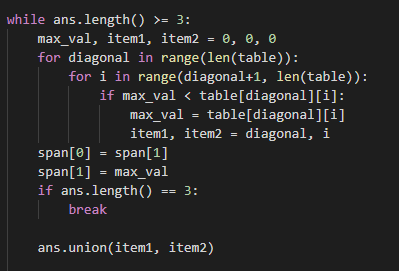 while ans.length() >= 3:
    max_val, item1, item2 = 0, 0, 0
    for diagonal in range(len(table)):
        for i in range(diagonal+1, len(table)):
            if max_val < table[diagonal][i]:
                max_val = table[diagonal][i]
                item1, item2 = diagonal, i
    span[0] = span[1]
    span[1] = max_val
    if ans.length() == 3:
        break

    ans.union(item1, item2)